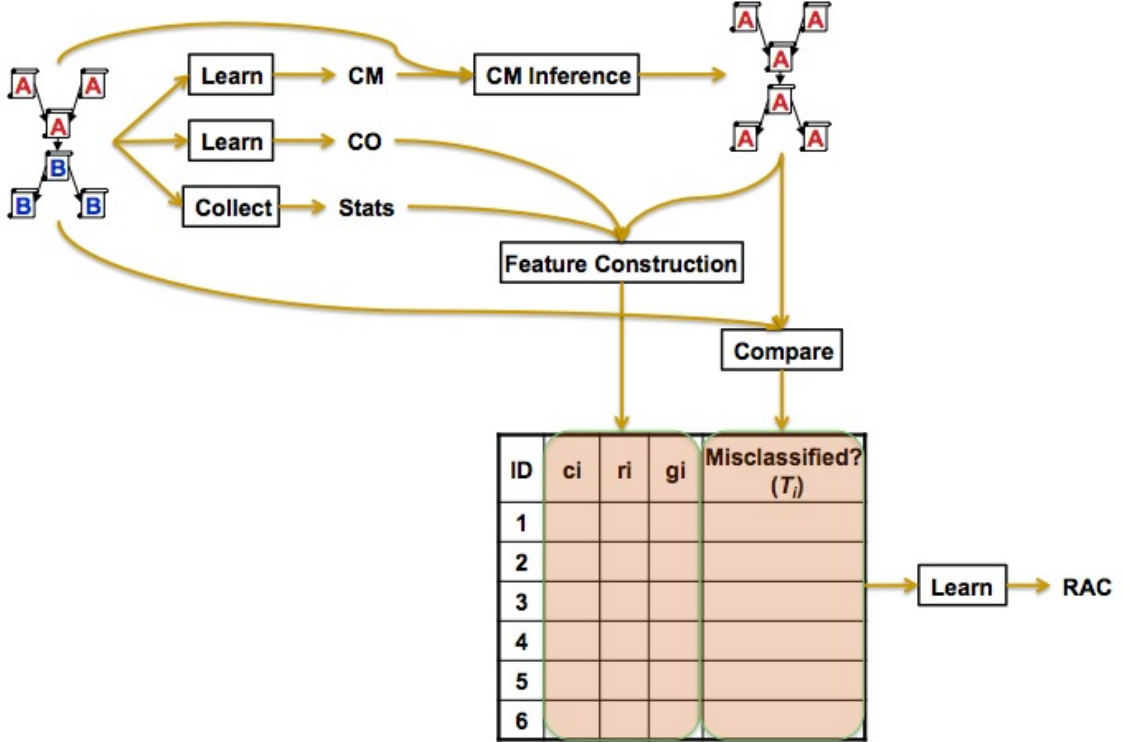 A A
A A
A
A
B
A
B B
A A
Learn
CM
CM Inference
Learn
CO
Collect
Stats
Feature Construction
Compare
ID ci ri gi Misclassified?
(Ti)
1
2
3
4
5
6
Learn
RAC